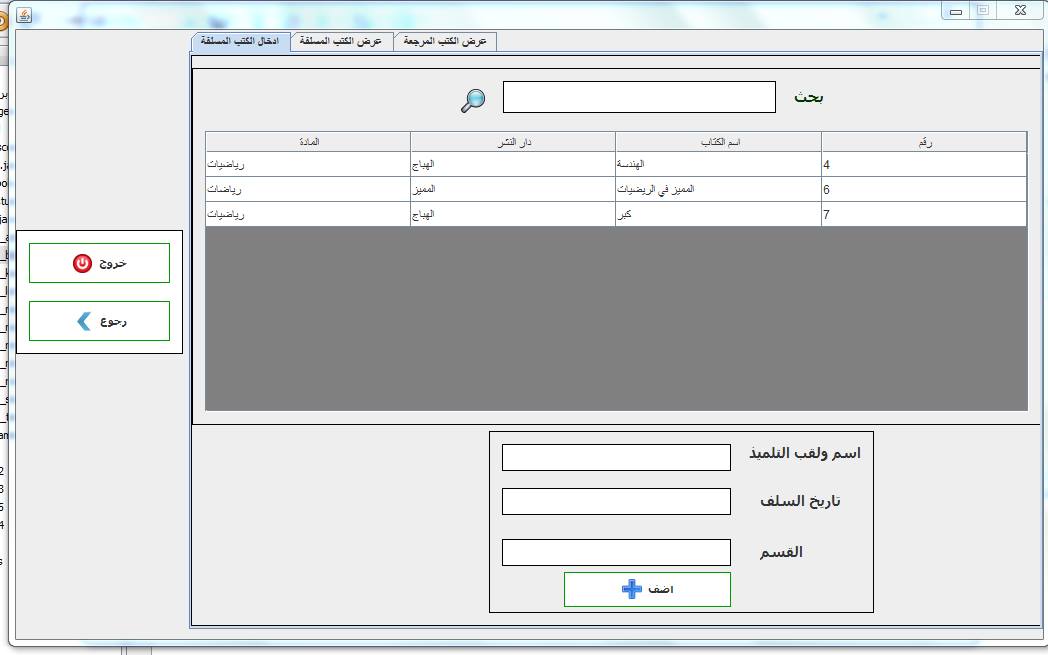 عرض الكتب المرجعة
عرض الكتب المسلفة
ادخال الكتب المسلفة
بحث
رقم اسم الكتاب دار النشر المادة
4 الهندسة الهباج رياضيات
6 المميز في الريضيات المميز رياضات
7 كبر الهباج رياضيات
خروج
رجوع
اسم ولقب التلميذ
تاريخ السلف
القسم
اضف